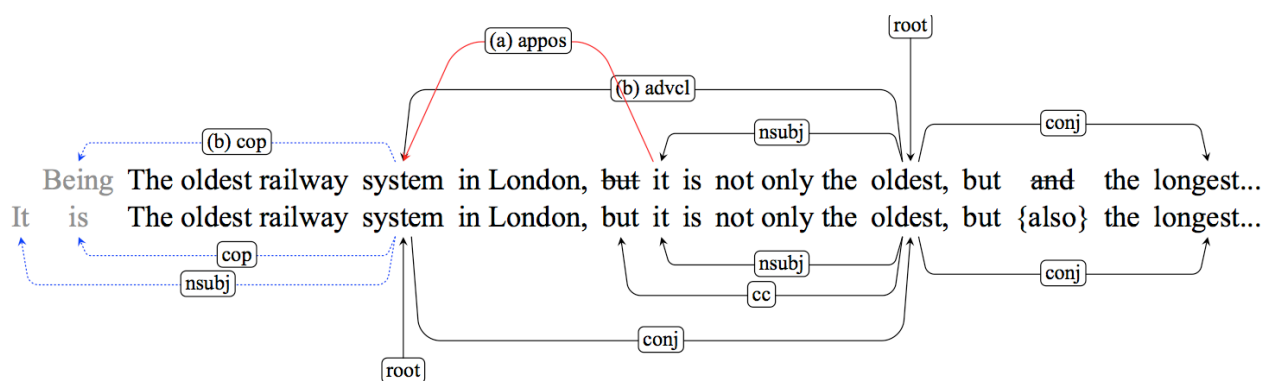 root
(a) appos
(b) advcl
nsubj
conj
(b) cop
Being The oldest railway system in London, but it is not only the oldest, but and the longest...
It is The oldest railway system in London, but it is not only the oldest, but {also} the longest...
cop
nsubj
nsubj
conj
cc
conj
root